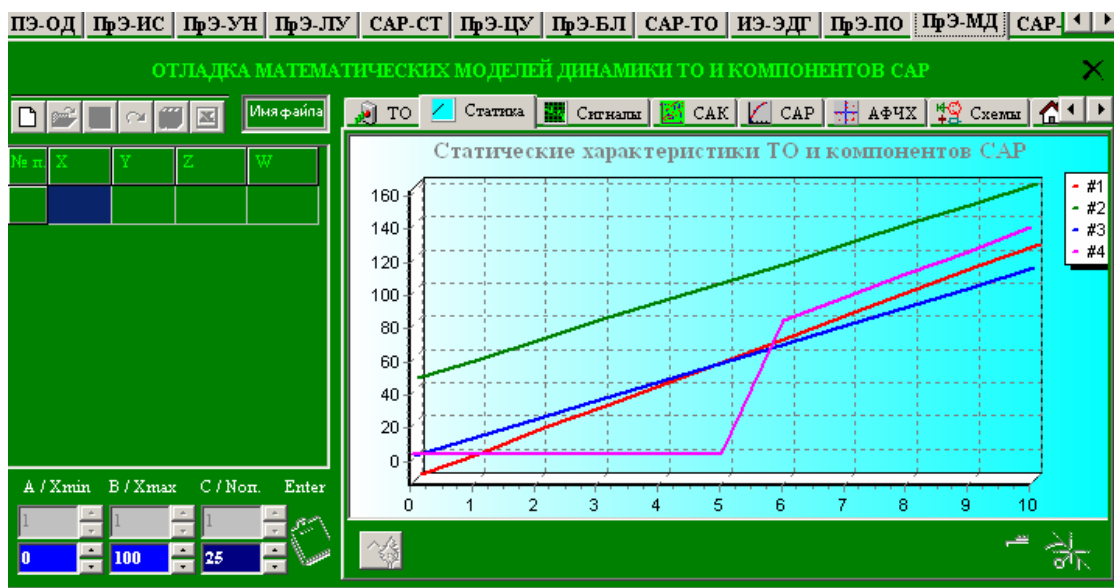 ПЭ-ОД ПрЭ-ИС ПрЭ-УН ПрЭ-ЛУ САР-СТ ПрЭ-ЦУ ПрЭ-БЛ САР-ТО ИЭ-ЭДГ ПрЭ-ПО ПрЭ-МД САР-
ОТЛАДКА МАТЕМАТИЧЕСКИХ МОДЕЛЕЙ ДИНАМИКИ ТО И КОМПОНЕНТОВ САР
Имя файла
ТО Статика Сигналы САК САР АФЧХ Схемы
№ п. X Y Z W
Статические характеристики ТО и компонентов САР
160
140
120
100
80
60
40
20
0
0 1 2 3 4 5 6 7 8 9 10
#1
#2
#3
#4
A / Xmin B / Xmax C / Nоп. Enter
1 1 1
0 100 25